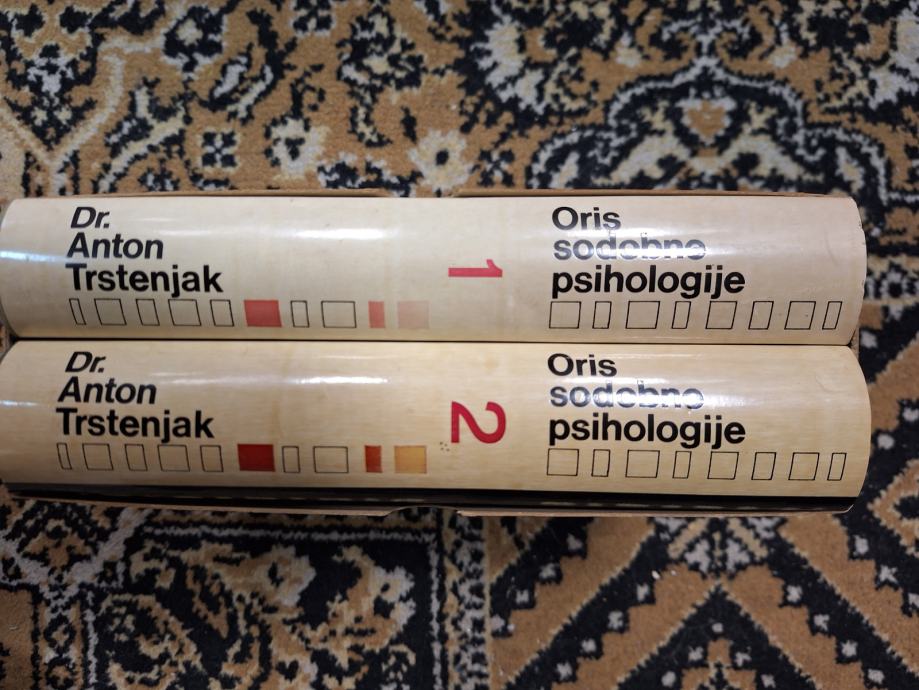 Dr.
Anton
Trstenjak
1
Oris
sodobne
psihologije
Dr.
Anton
Trstenjak
2
Oris
sodobne
psihologije